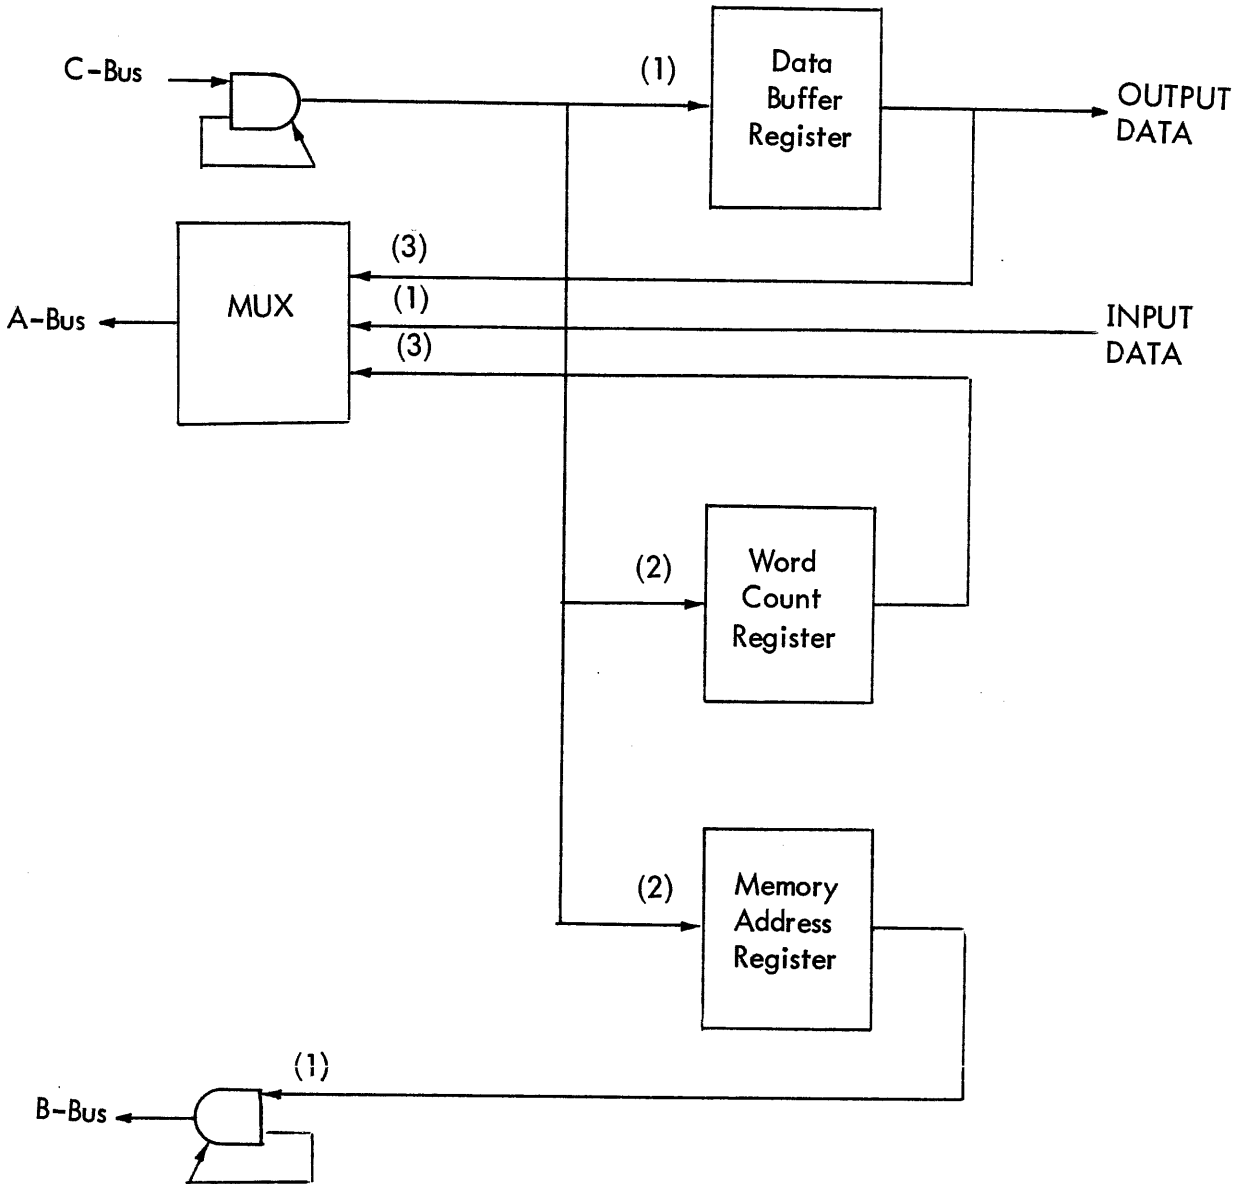 C-Bus
(1)
Data
Buffer
Register
OUTPUT
DATA
(3)
MUX
(1)
A-Bus
INPUT
DATA
(3)
(2)
Word
Count
Register
(2)
Memory
Address
Register
(1)
B-Bus